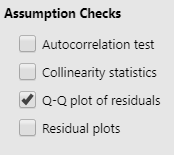 Assumption Checks
Autocorrelation test
Collinearity statistics
Q-Q plot of residuals
Residual plots